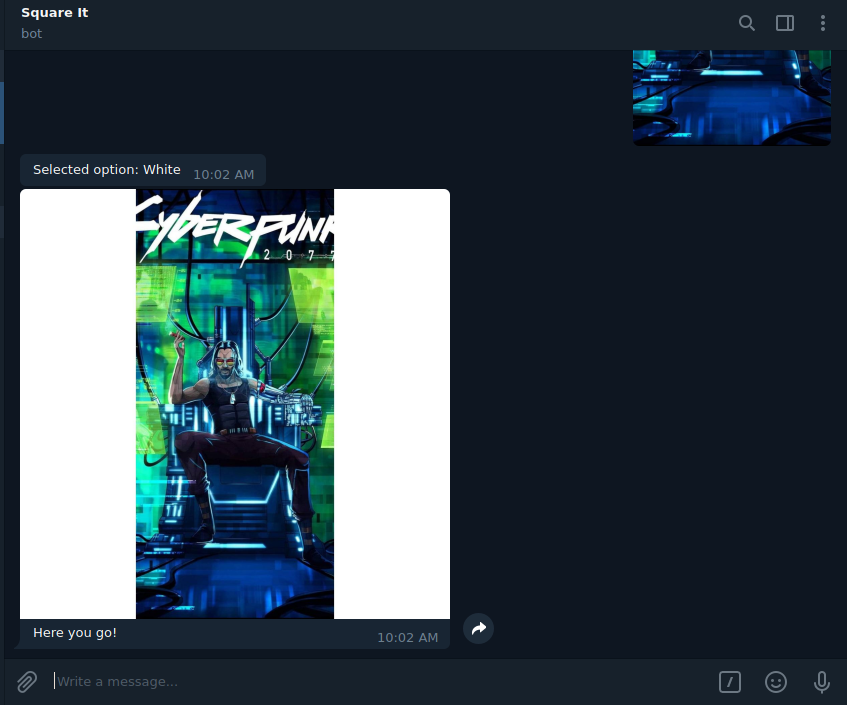 Square It
bot
Selected option: White 10:02 AM
CYBERPUNK
2077
Here you go! 10:02 AM
Write a message...